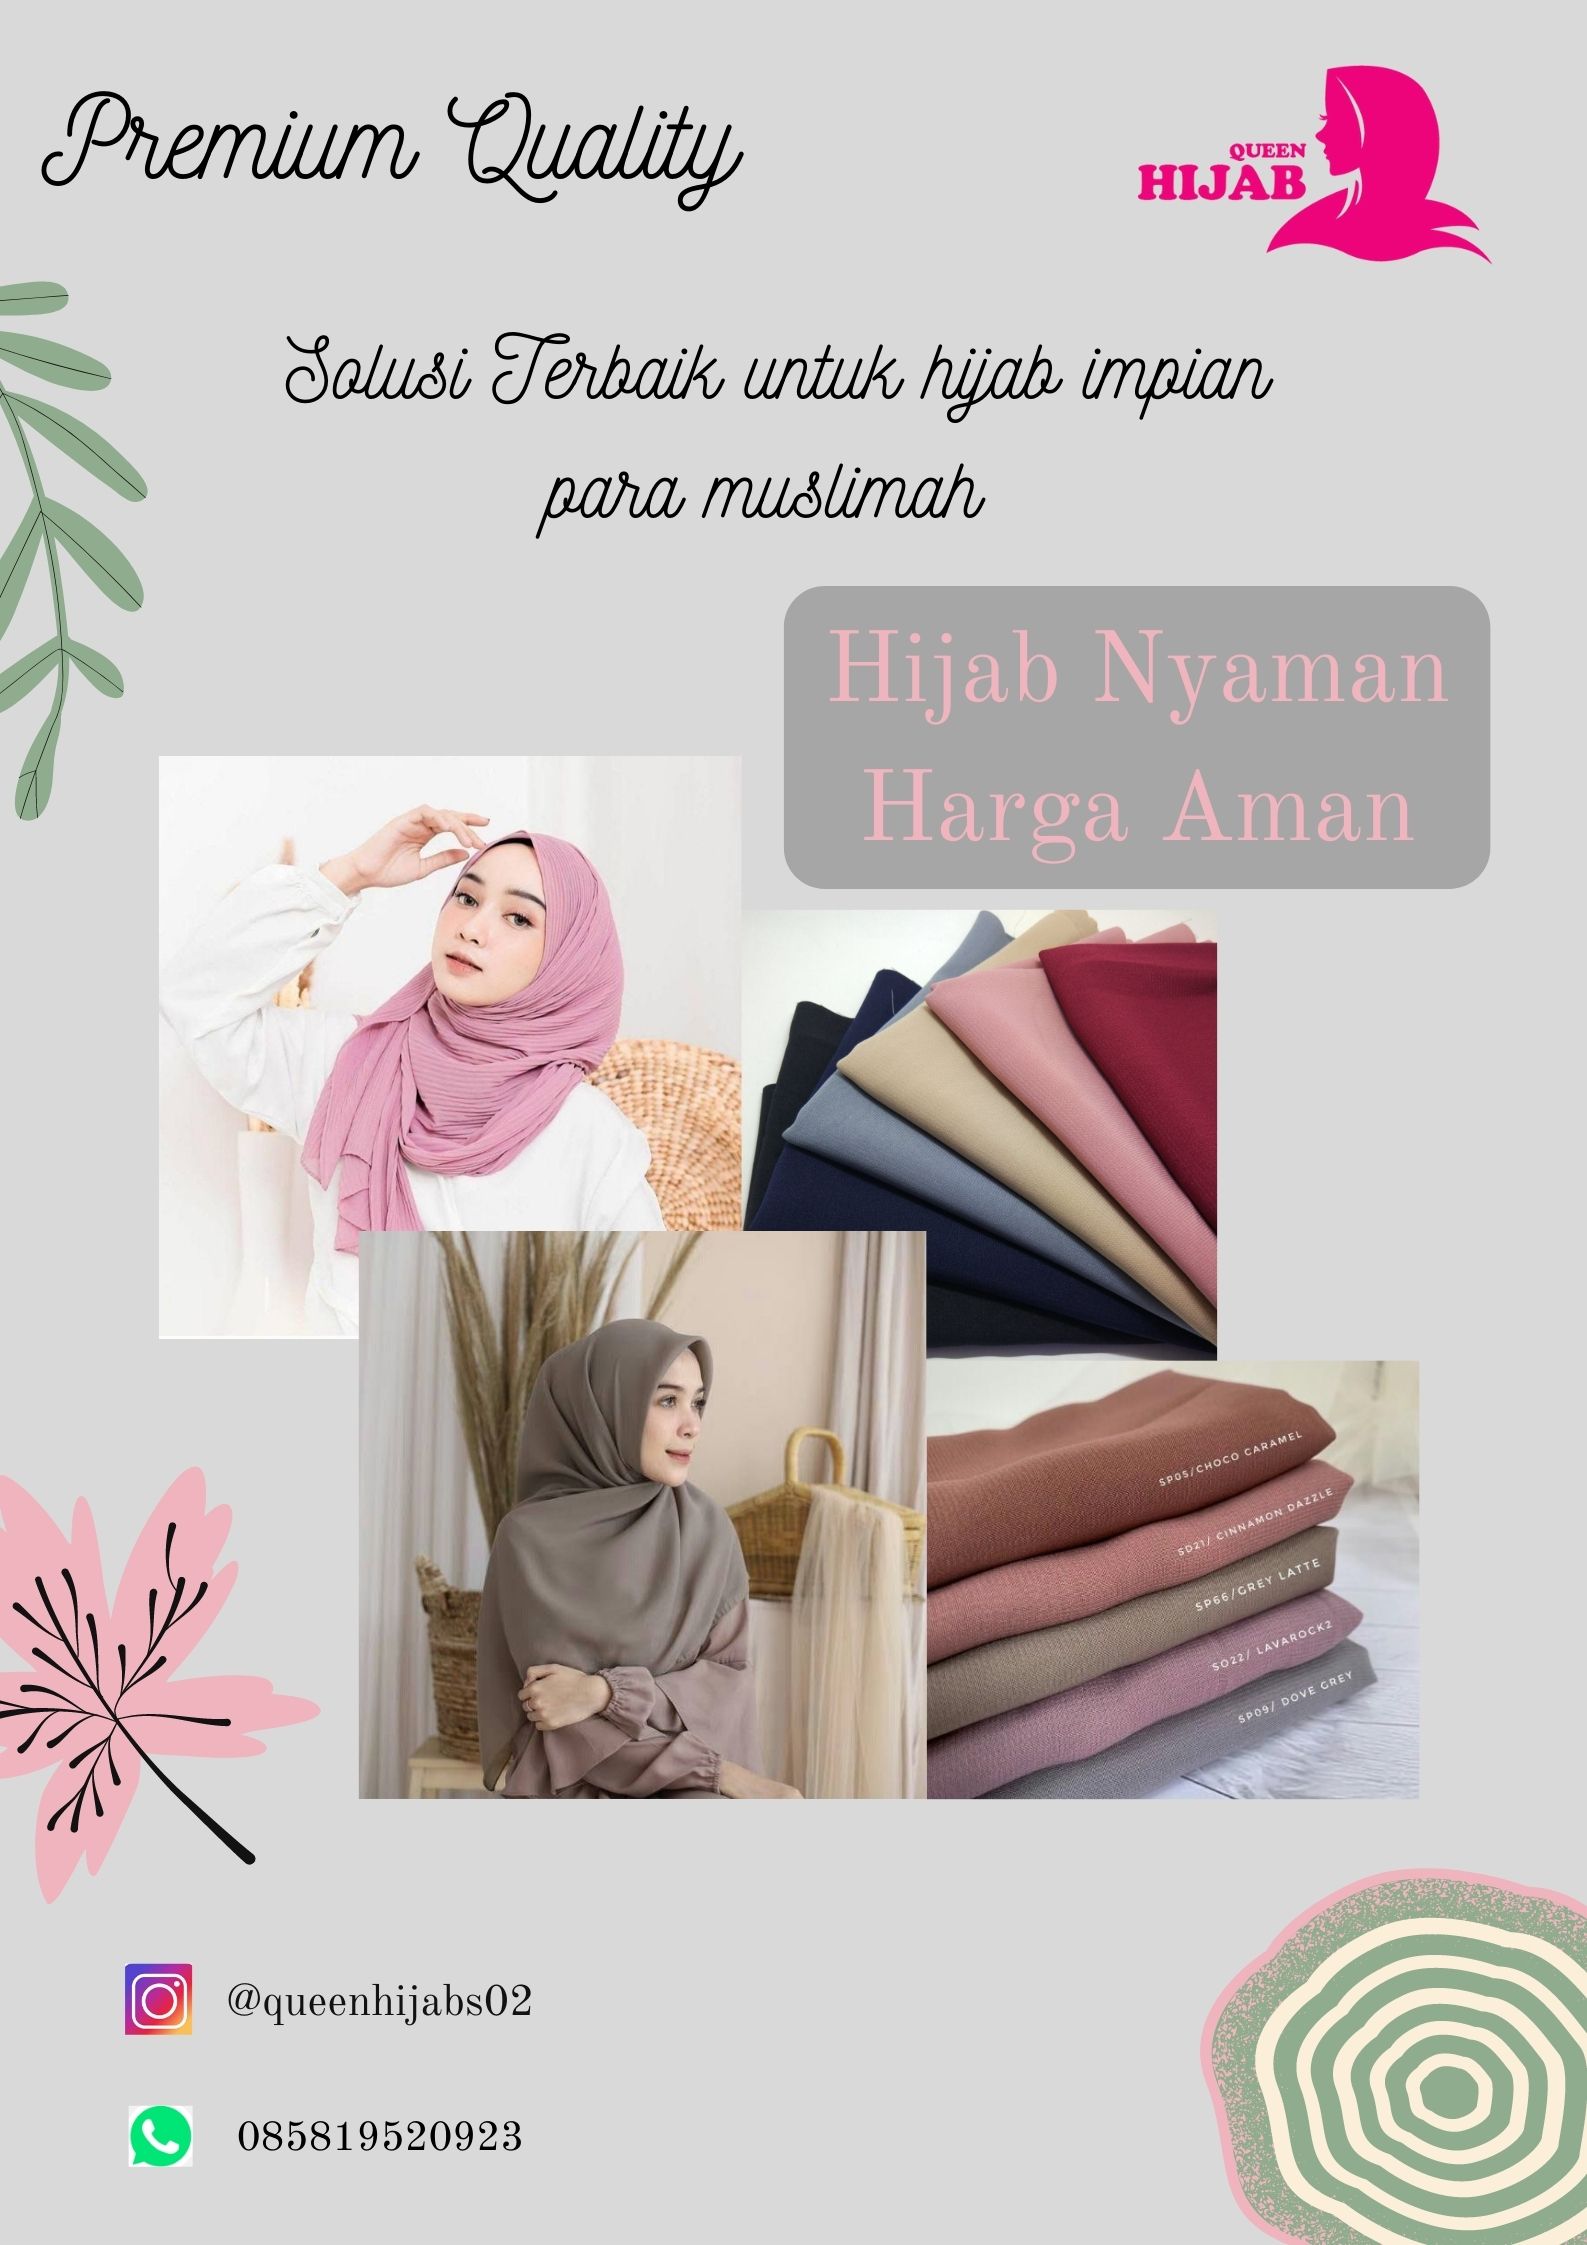 Premium Quality
QUEEN
HIJAB
Solusi Terbaik untuk hijab impian
para muslimah
Hijab Nyaman
Harga Aman
SP05/CHOCO CARAMEL
SD21/ CINNAMON DAZZLE
SP66/GREY LATTE
SO22/ LAVAROCK2
SP09/ DOVE GREY
@queenhijabs02
085819520923